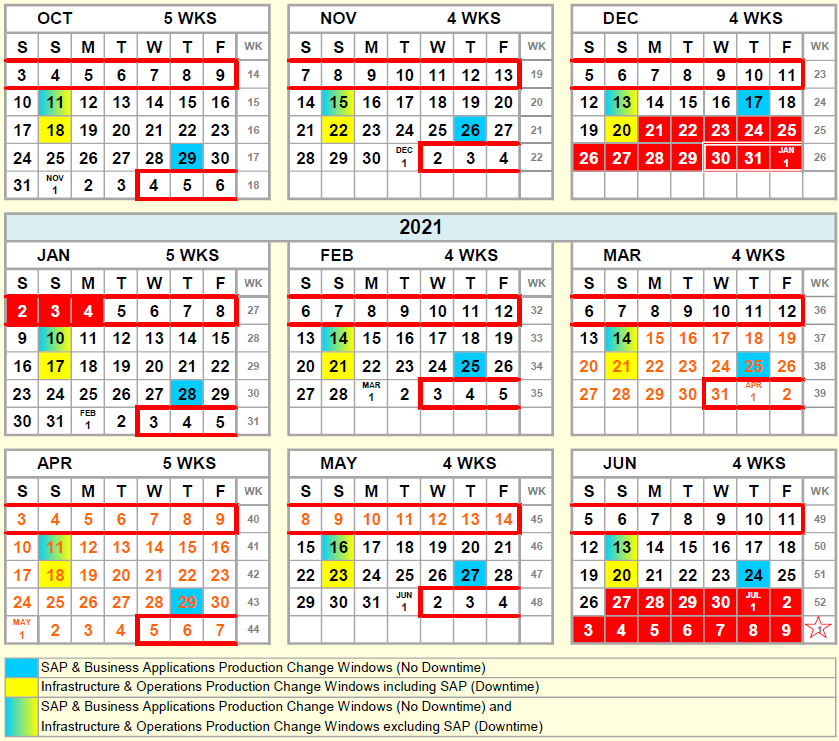 OCT 5 WKS NOV 4 WKS DEC 4 WKS
S S M T W T F WK S S M T W T F WK S S M T W T F WK
3 4 5 6 7 8 9 14 7 8 9 10 11 12 13 19 5 6 7 8 9 10 11 23
10 11 12 13 14 15 16 15 14 15 16 17 18 19 20 20 12 13 14 15 16 17 18 24
17 18 19 20 21 22 23 16 21 22 23 24 25 26 27 21 19 20 21 22 23 24 25 25
24 25 26 27 28 29 30 17 28 29 30 DEC 1 2 3 4 22 26 27 28 29 30 31 JAN 1 26
31 NOV 1 2 3 4 5 6 18
2021
JAN 5 WKS FEB 4 WKS MAR 4 WKS
S S M T W T F WK S S M T W T F WK S S M T W T F WK
2 3 4 5 6 7 8 27 6 7 8 9 10 11 12 32 6 7 8 9 10 11 12 36
9 10 11 12 13 14 15 28 13 14 15 16 17 18 19 33 13 14 15 16 17 18 19 37
16 17 18 19 20 21 22 29 20 21 22 23 24 25 26 34 20 21 22 23 24 25 26 38
23 24 25 26 27 28 29 30 27 28 MAR 1 2 3 4 5 35 27 28 29 30 31 APR 1 2 39
30 31 FEB 1 2 3 4 5 31
APR 5 WKS MAY 4 WKS JUN 4 WKS
S S M T W T F WK S S M T W T F WK S S M T W T F WK
3 4 5 6 7 8 9 40 8 9 10 11 12 13 14 45 5 6 7 8 9 10 11 49
10 11 12 13 14 15 16 41 15 16 17 18 19 20 21 46 12 13 14 15 16 17 18 50
17 18 19 20 21 22 23 42 22 23 24 25 26 27 28 47 19 20 21 22 23 24 25 51
24 25 26 27 28 29 30 43 29 30 31 JUN 1 2 3 4 48 26 27 28 29 30 JUL 1 2 52
MAY 1 2 3 4 5 6 7 44 3 4 5 6 7 8 9 1
SAP & Business Applications Production Change Windows (No Downtime)
Infrastructure & Operations Production Change Windows including SAP (Downtime)
SAP & Business Applications Production Change Windows (No Downtime) and
Infrastructure & Operations Production Change Windows excluding SAP (Downtime)